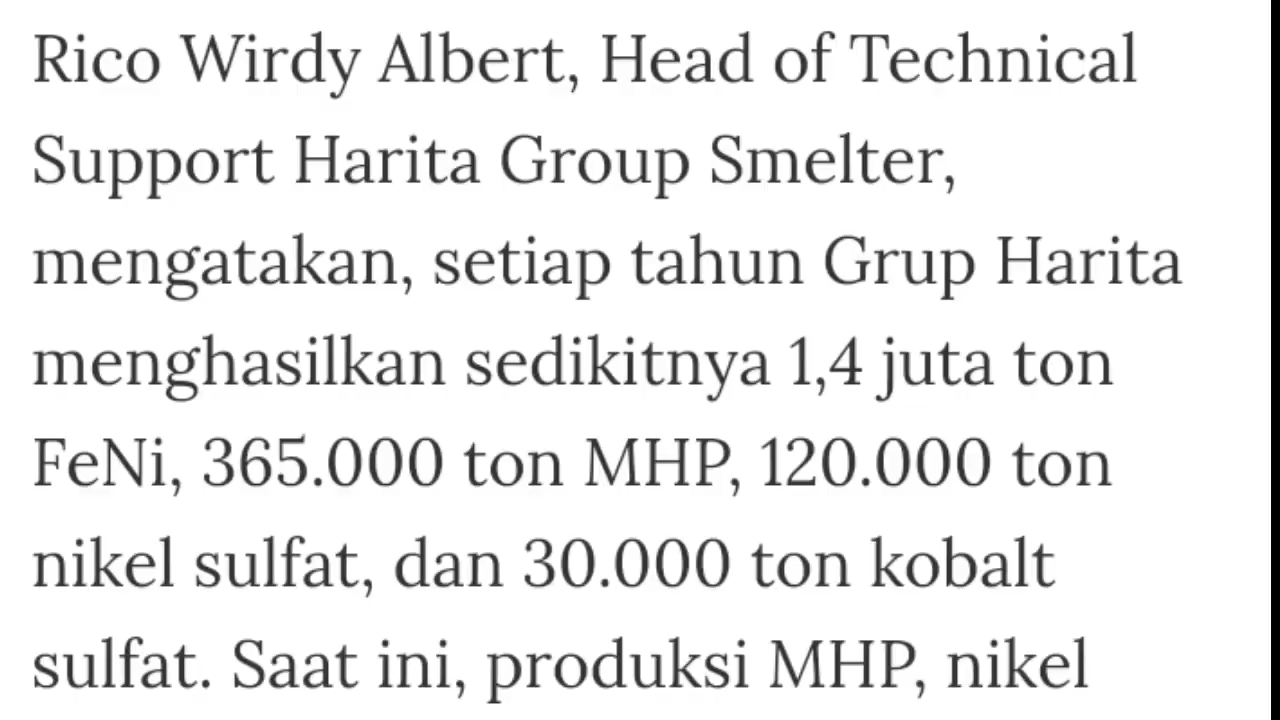 Rico Wirdy Albert, Head of Technical
Support Harita Group Smelter,
mengatakan, setiap tahun Grup Harita
menghasilkan sedikitnya 1,4 juta ton
FeNi, 365.000 ton MHP, 120.000 ton
nikel sulfat, dan 30.000 ton kobalt
sulfat. Saat ini, produksi MHP, nikel